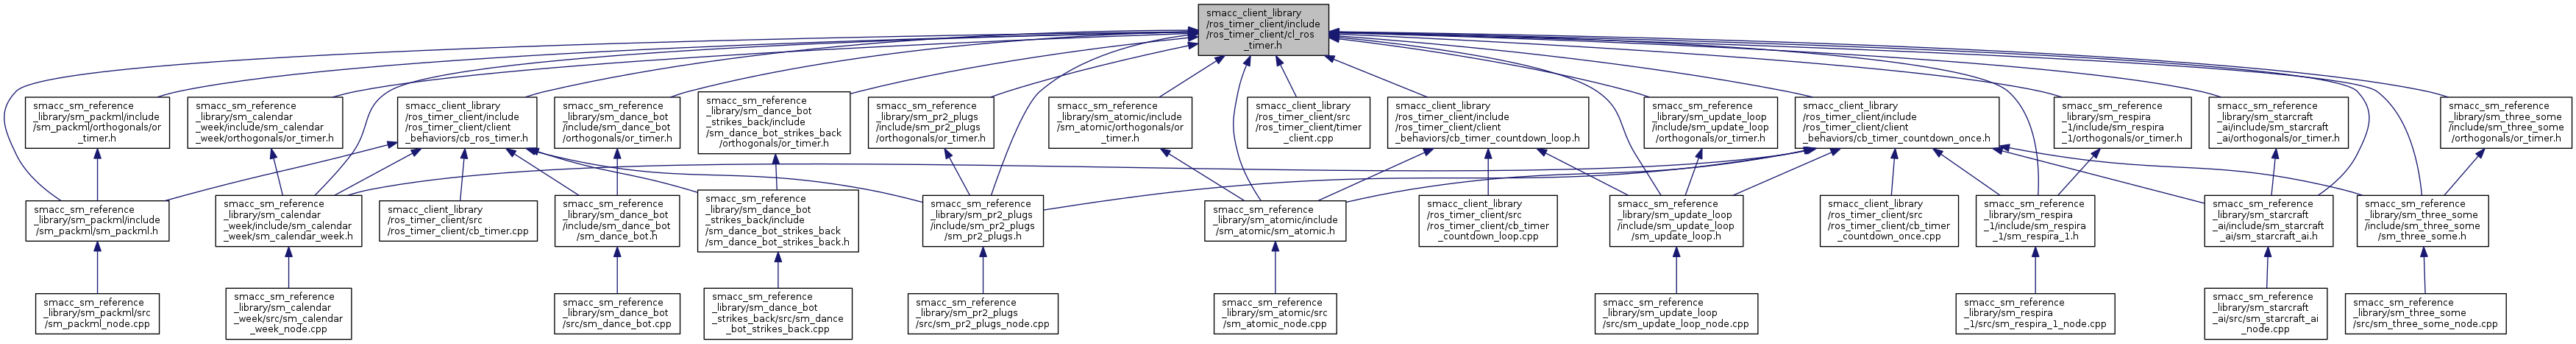 smacc_client_library
/ros_timer_client/include
/ros_timer_client/cl_ros
_timer.h
smacc_sm_reference
_library/sm_packml/include
/sm_packml/orthogonals/or
_timer.h
smacc_sm_reference
_library/sm_calendar
_week/include/sm_calendar
_week/orthogonals/or_timer.h
smacc_client_library
/ros_timer_client/include
/ros_timer_client/client
_behaviors/cb_ros_timer.h
smacc_sm_reference
_library/sm_dance_bot
/include/sm_dance_bot
/orthogonals/or_timer.h
smacc_sm_reference
_library/sm_dance_bot
_strikes_back/include
/sm_dance_bot_strikes_back
/orthogonals/or_timer.h
smacc_sm_reference
_library/sm_pr2_plugs
/include/sm_pr2_plugs
/orthogonals/or_timer.h
smacc_sm_reference
_library/sm_atomic/include
/sm_atomic/orthogonals/or
_timer.h
smacc_client_library
/ros_timer_client/src
/ros_timer_client/timer
_client.cpp
smacc_client_library
/ros_timer_client/include
/ros_timer_client/client
_behaviors/cb_timer_countdown_loop.h
smacc_sm_reference
_library/sm_update_loop
/include/sm_update_loop
/orthogonals/or_timer.h
smacc_client_library
/ros_timer_client/include
/ros_timer_client/client
_behaviors/cb_timer_countdown_once.h
smacc_sm_reference
_library/sm_respira
_1/include/sm_respira
_1/orthogonals/or_timer.h
smacc_sm_reference
_library/sm_starcraft
_ai/include/sm_starcraft
_ai/orthogonals/or_timer.h
smacc_sm_reference
_library/sm_three_some
/include/sm_three_some
/orthogonals/or_timer.h
smacc_sm_reference
_library/sm_packml/include
/sm_packml/sm_packml.h
smacc_sm_reference
_library/sm_calendar
_week/include/sm_calendar
_week/sm_calendar_week.h
smacc_client_library
/ros_timer_client/src
/ros_timer_client/cb_timer.cpp
smacc_sm_reference
_library/sm_dance_bot
/include/sm_dance_bot
/sm_dance_bot.h
smacc_sm_reference
_library/sm_dance_bot
_strikes_back/include
/sm_dance_bot_strikes_back
/sm_dance_bot_strikes_back.h
smacc_sm_reference
_library/sm_pr2_plugs
/include/sm_pr2_plugs
/sm_pr2_plugs.h
smacc_sm_reference
_library/sm_atomic/include
/sm_atomic/sm_atomic.h
smacc_client_library
/ros_timer_client/src
/ros_timer_client/cb_timer
_countdown_loop.cpp
smacc_sm_reference
_library/sm_update_loop
/include/sm_update_loop
/sm_update_loop.h
smacc_client_library
/ros_timer_client/src
/ros_timer_client/cb_timer
_countdown_once.cpp
smacc_sm_reference
_library/sm_respira
_1/include/sm_respira
_1/sm_respira_1.h
smacc_sm_reference
_library/sm_starcraft
_ai/include/sm_starcraft
_ai/sm_starcraft_ai.h
smacc_sm_reference
_library/sm_three_some
/include/sm_three_some
/sm_three_some.h
smacc_sm_reference
_library/sm_packml/src
/sm_packml_node.cpp
smacc_sm_reference
_library/sm_calendar
_week/src/sm_calendar
_week_node.cpp
smacc_sm_reference
_library/sm_dance_bot
/src/sm_dance_bot.cpp
smacc_sm_reference
_library/sm_dance_bot
_strikes_back/src/sm_dance
_bot_strikes_back.cpp
smacc_sm_reference
_library/sm_pr2_plugs
/src/sm_pr2_plugs_node.cpp
smacc_sm_reference
_library/sm_atomic/src
/sm_atomic_node.cpp
smacc_sm_reference
_library/sm_update_loop
/src/sm_update_loop_node.cpp
smacc_sm_reference
_library/sm_respira
_1/src/sm_respira_1_node.cpp
smacc_sm_reference
_library/sm_starcraft
_ai/src/sm_starcraft_ai
_node.cpp
smacc_sm_reference
_library/sm_three_some
/src/sm_three_some_node.cpp